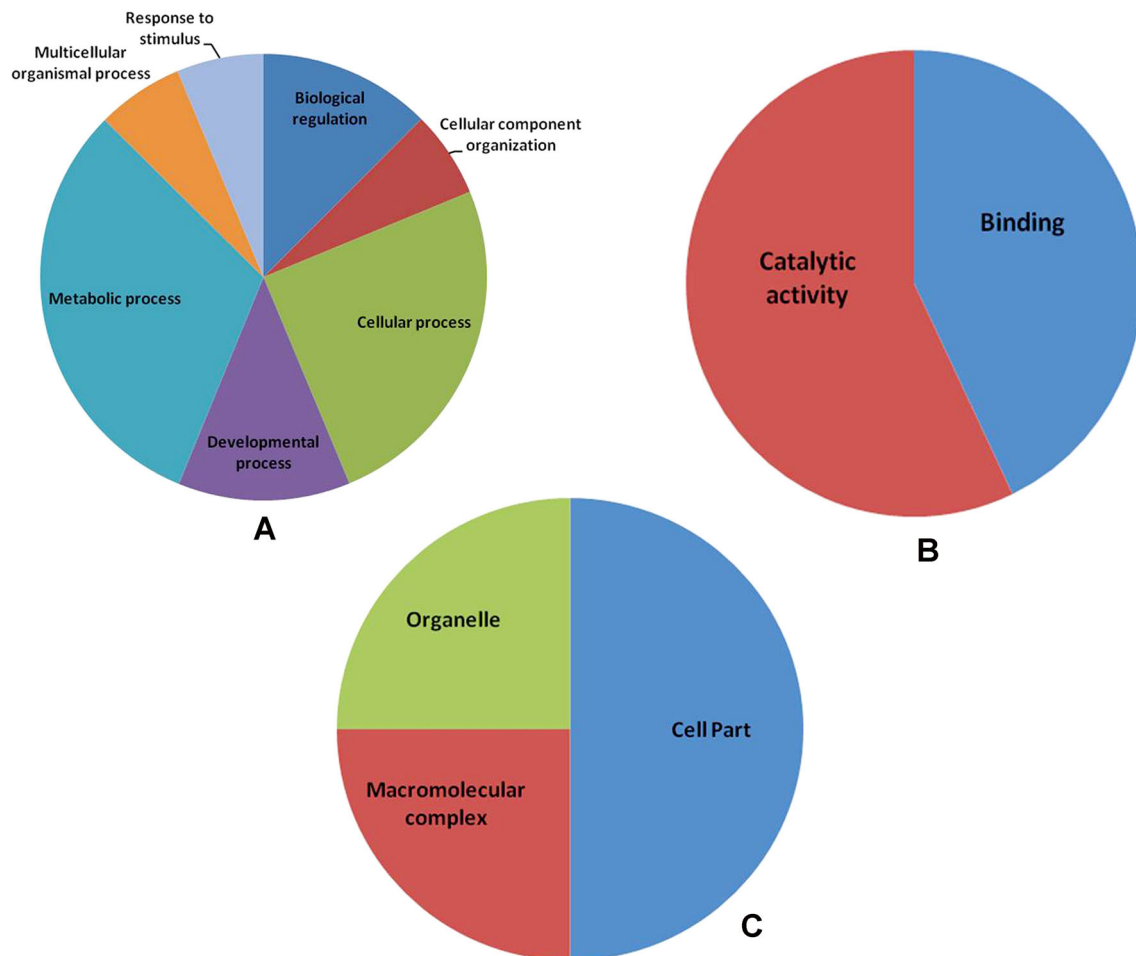 Response to
stimulus
Multicellular
organismal process
Biological
regulation
Cellular component
organization
Metabolic process
Cellular process
Developmental
process
A
Catalytic
activity
Binding
B
Organelle
Cell Part
Macromolecular
complex
C